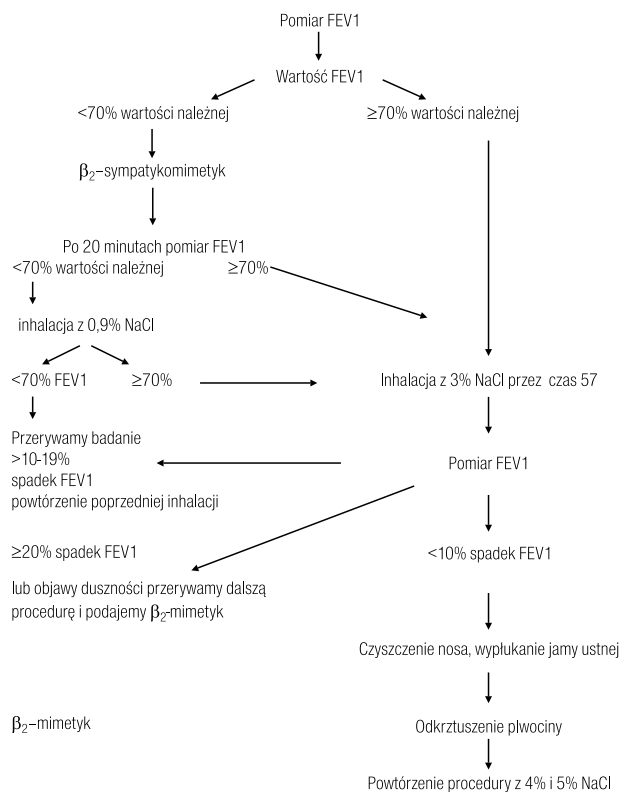 Pomiar FEV1
Wartość FEV1
<70% wartości należnej
≥70% wartości należnej
β₂–sympatykomimetyk
Po 20 minutach pomiar FEV1
<70% wartości należnej
≥70%
inhalacja z 0,9% NaCl
<70% FEV1
≥70%
Inhalacja z 3% NaCl przez czas 57
Przerywamy badanie
>10-19%
spadek FEV1
powtórzenie poprzedniej inhalacji
Pomiar FEV1
≥20% spadek FEV1
<10% spadek FEV1
lub objawy duszności przerywamy dalszą
procedurę i podajemy β₂-mimetyk
Czyszczenie nosa, wypłukanie jamy ustnej
β₂–mimetyk
Odkrztuszenie plwociny
Powtórzenie procedury z 4% i 5% NaCl